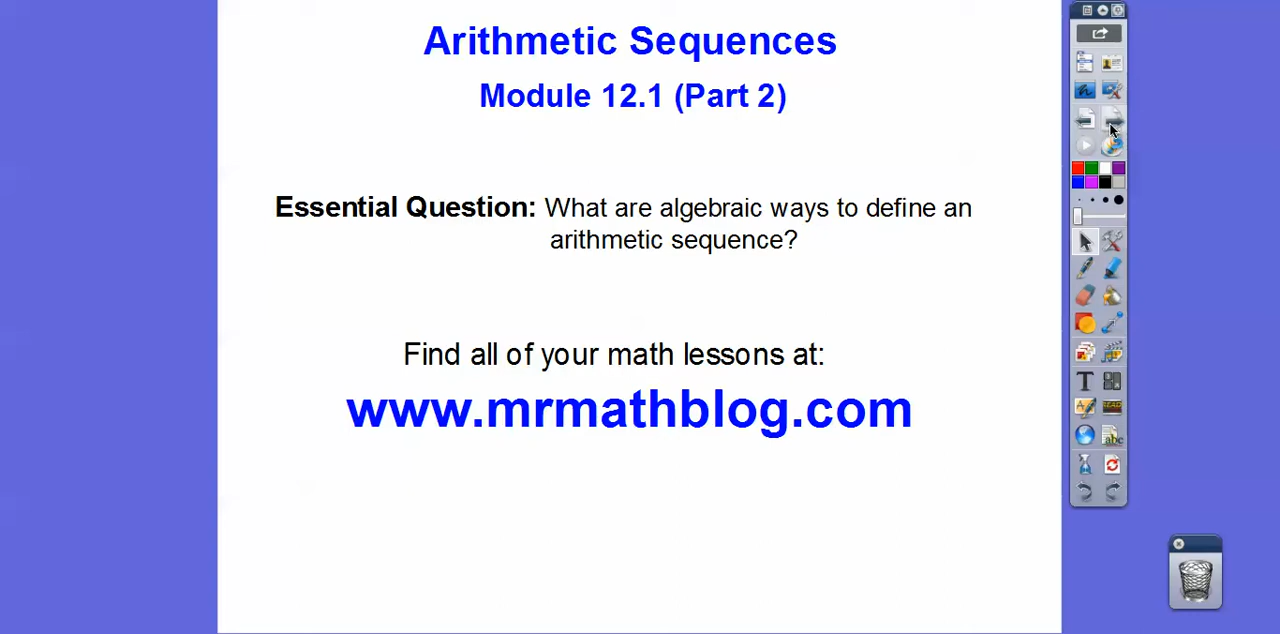 Arithmetic Sequences
Module 12.1 (Part 2)
Essential Question: What are algebraic ways to define an
arithmetic sequence?
Find all of your math lessons at:
www.mrmathblog.com